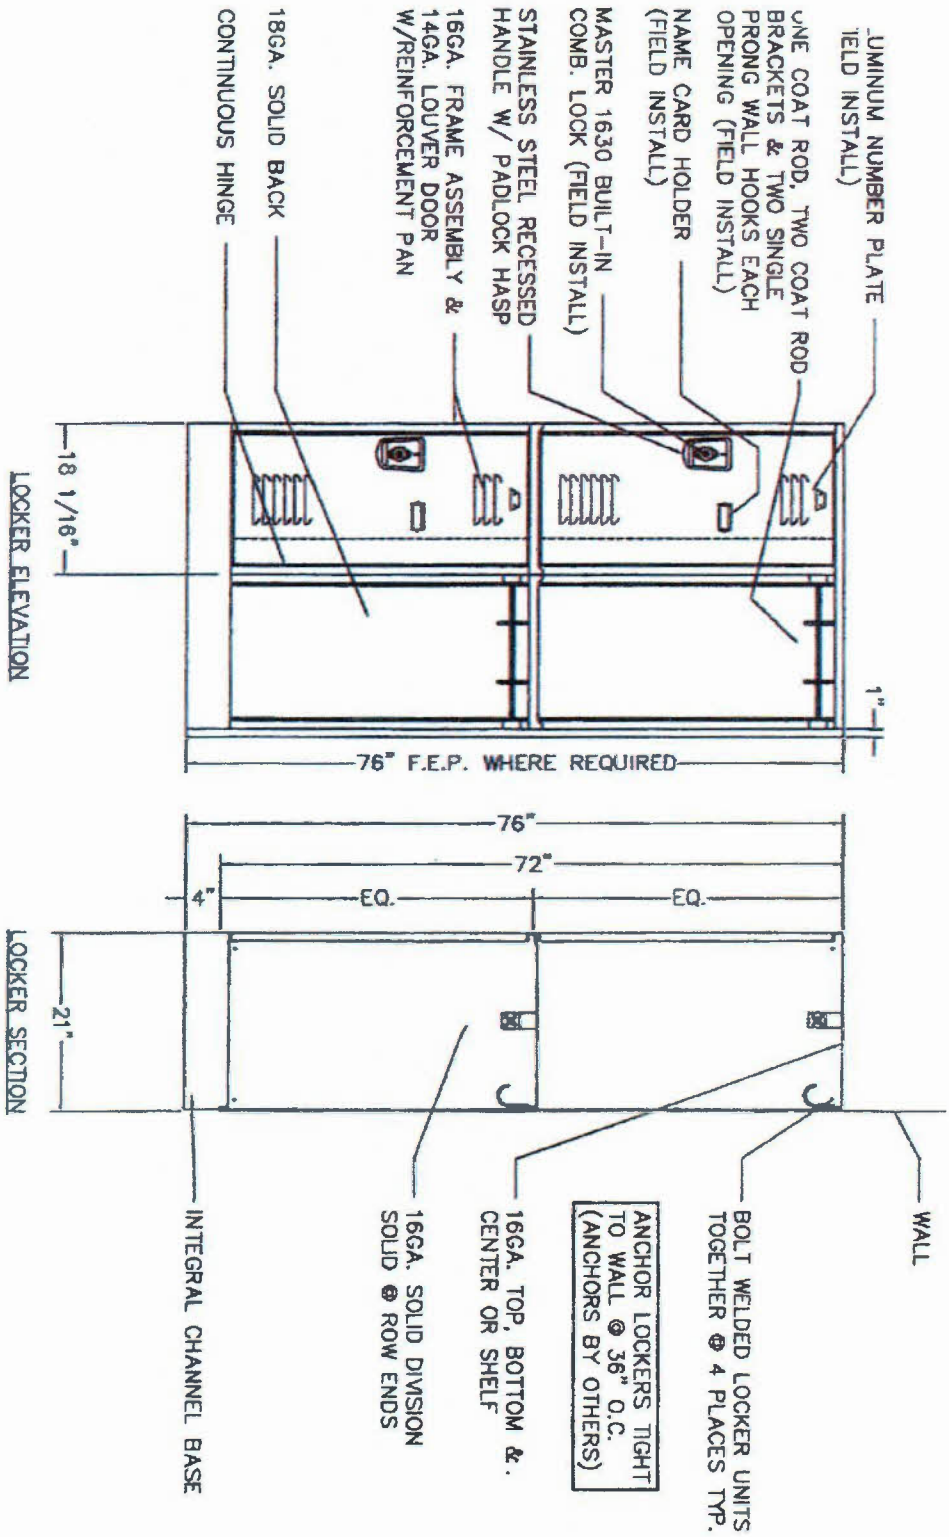 UMINUM NUMBER PLATE
IELD INSTALL)
ONE COAT ROD, TWO COAT ROD
BRACKETS & TWO SINGLE
PRONG WALL HOOKS EACH
OPENING (FIELD INSTALL)
NAME CARD HOLDER
(FIELD INSTALL)
MASTER 1630 BUILT-IN
COMB. LOCK (FIELD INSTALL)
STAINLESS STEEL RECESSED
HANDLE W/ PADLOCK HASP
16GA. FRAME ASSEMBLY &
14GA. LOUVER DOOR
W/REINFORCEMENT PAN
18GA. SOLID BACK
CONTINUOUS HINGE
1"
76" F.E.P. WHERE REQUIRED
18 1/16"
LOCKER ELEVATION
76"
72"
EQ.
EQ.
4"
21"
LOCKER SECTION
WALL
BOLT WELDED LOCKER UNITS
TOGETHER @ 4 PLACES TYP.
ANCHOR LOCKERS TIGHT
TO WALL @ 36" O.C.
(ANCHORS BY OTHERS)
16GA. TOP, BOTTOM &
CENTER OR SHELF
16GA. SOLID DIVISION
SOLID @ ROW ENDS
INTEGRAL CHANNEL BASE